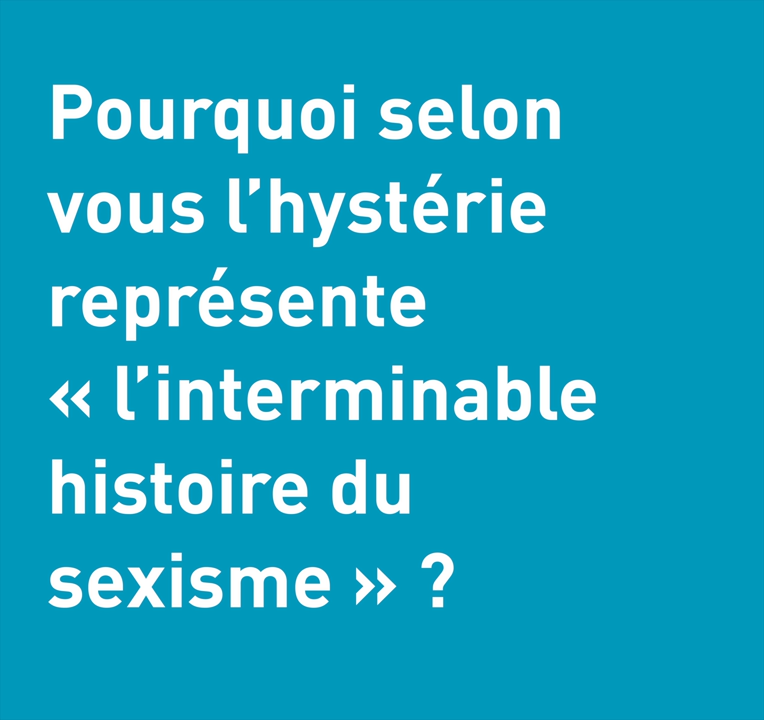 Pourquoi selon
vous l’hystérie
représente
« l’interminable
histoire du
sexisme » ?